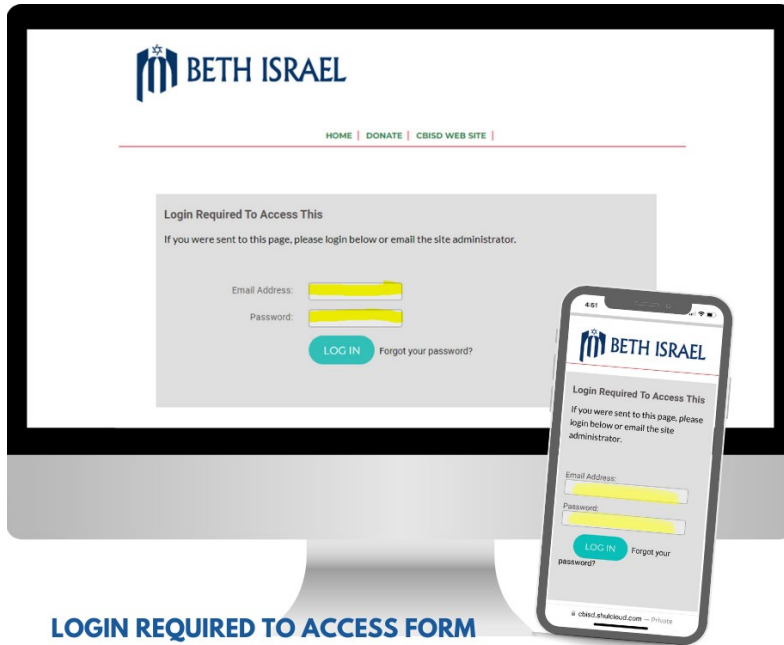 BETH ISRAEL
HOME | DONATE | CBISD WEB SITE |
Login Required To Access This
If you were sent to this page, please login below or email the site administrator.
Email Address:
Password:
LOG IN Forgot your password?
4:51
BETH ISRAEL
Login Required To Access This
If you were sent to this page, please
login below or email the site
administrator.
Email Address:
Password:
LOG IN Forgot your
password?
cbisd.shulcloud.com — Private
LOGIN REQUIRED TO ACCESS FORM